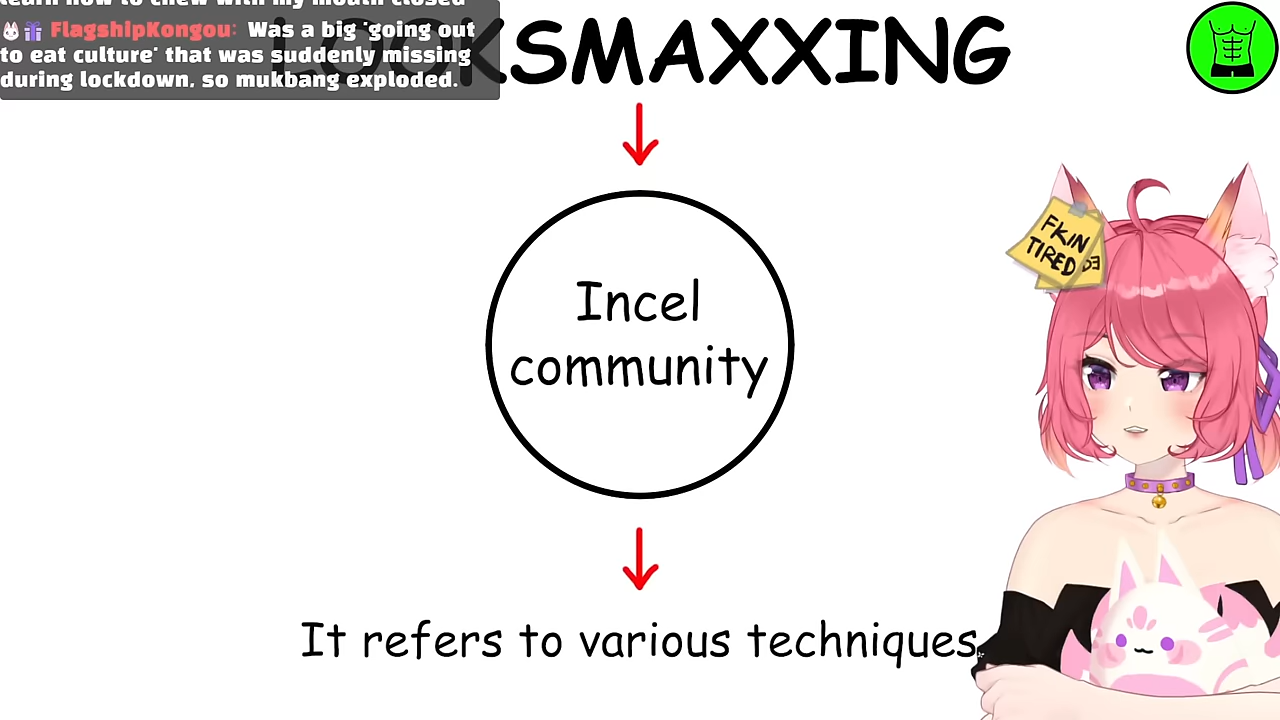 learn how to chew with my mouth closed
FlagshipKongou: Was a big 'going out
to eat culture' that was suddenly missing
during lockdown, so mukbang exploded.
LOOKSMAXXING
FKIN
TIRED
Incel
community
It refers to various techniques